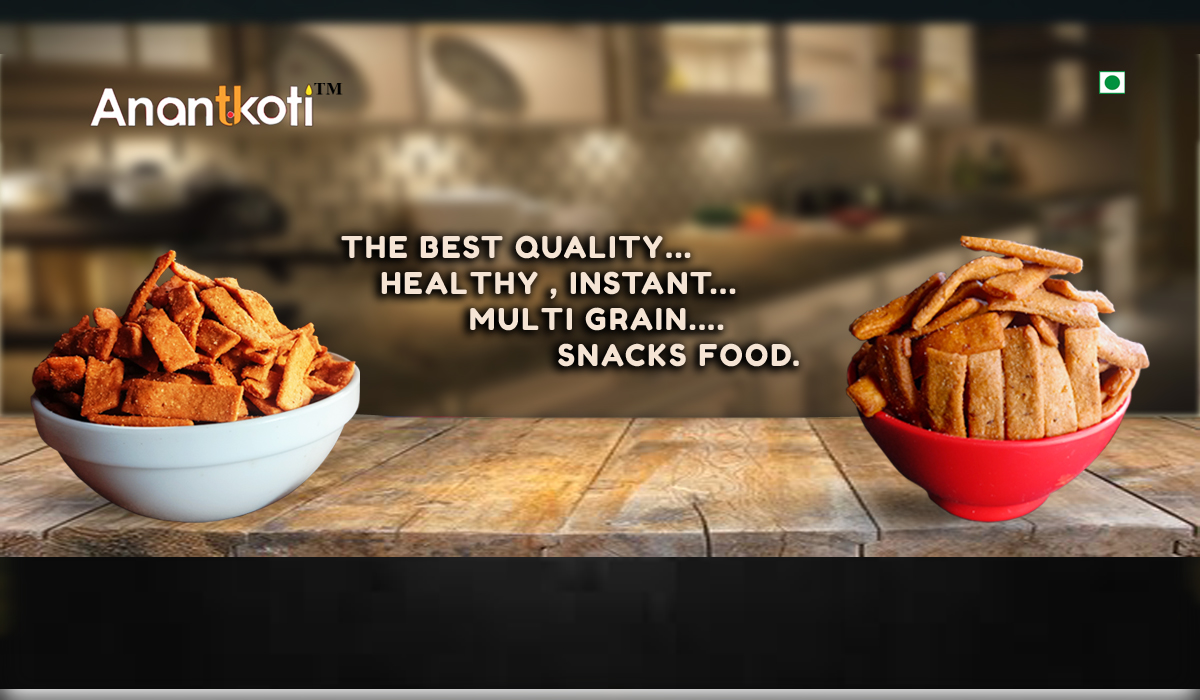 Anantkoti™
THE BEST QUALITY...
HEALTHY , INSTANT...
MULTI GRAIN....
SNACKS FOOD.